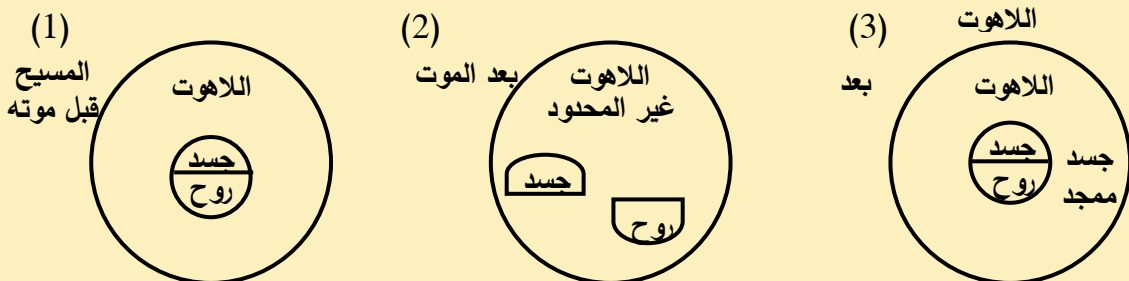 (1)
المسيح
قبل موته
اللاهوت
جسد
روح
(2)
بعد الموت
اللاهوت
غير المحدود
جسد
روح
(3)
اللاهوت
بعد
اللاهوت
جسد
روح
جسد
ممجد